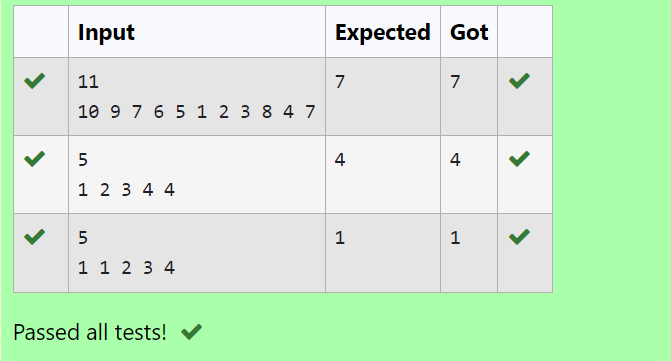 Input Expected Got
11 7 7
10 9 7 6 5 1 2 3 8 4 7
5 4 4
1 2 3 4 4
5 1 1
1 1 2 3 4
Passed all tests!